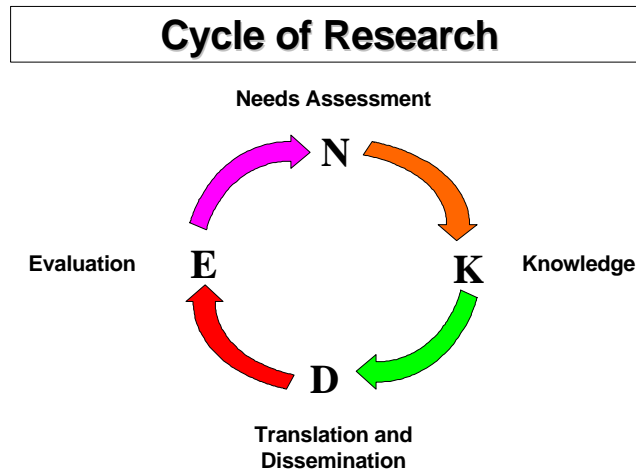 Cycle of Research
Needs Assessment
N
Evaluation
E
K
Knowledge
D
Translation and
Dissemination